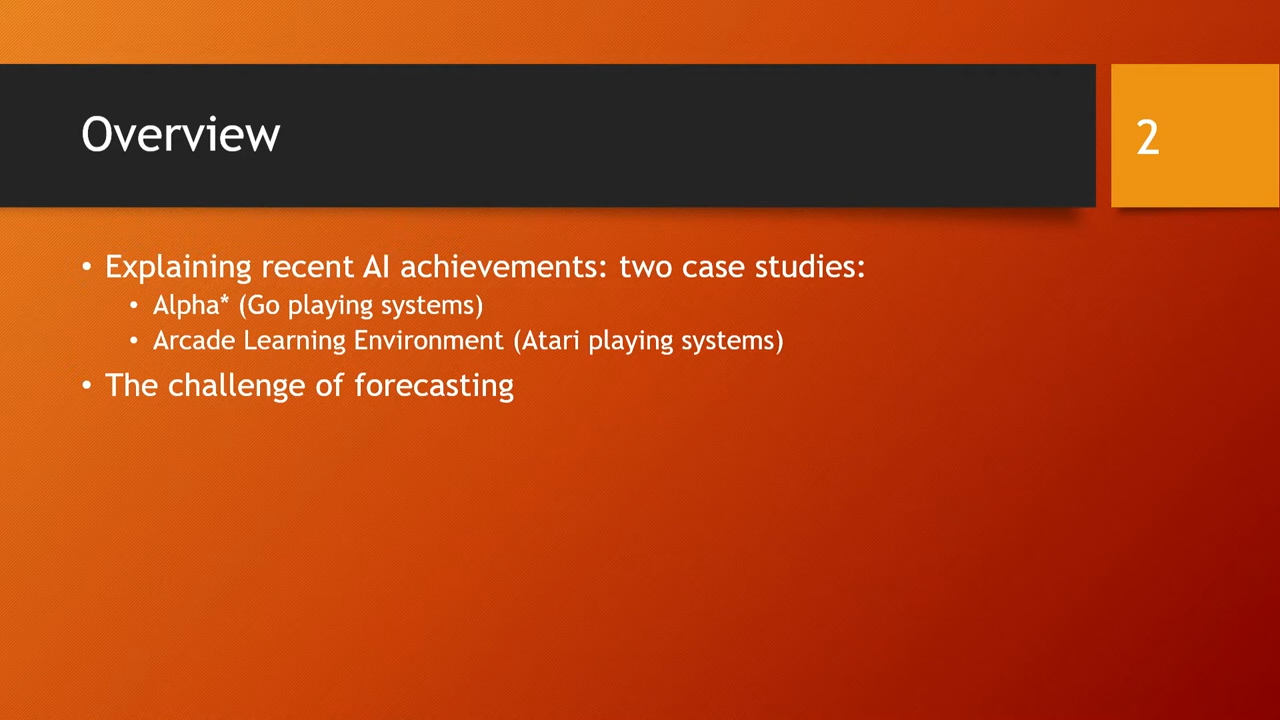 Overview
2
• Explaining recent AI achievements: two case studies:
• Alpha* (Go playing systems)
• Arcade Learning Environment (Atari playing systems)
• The challenge of forecasting